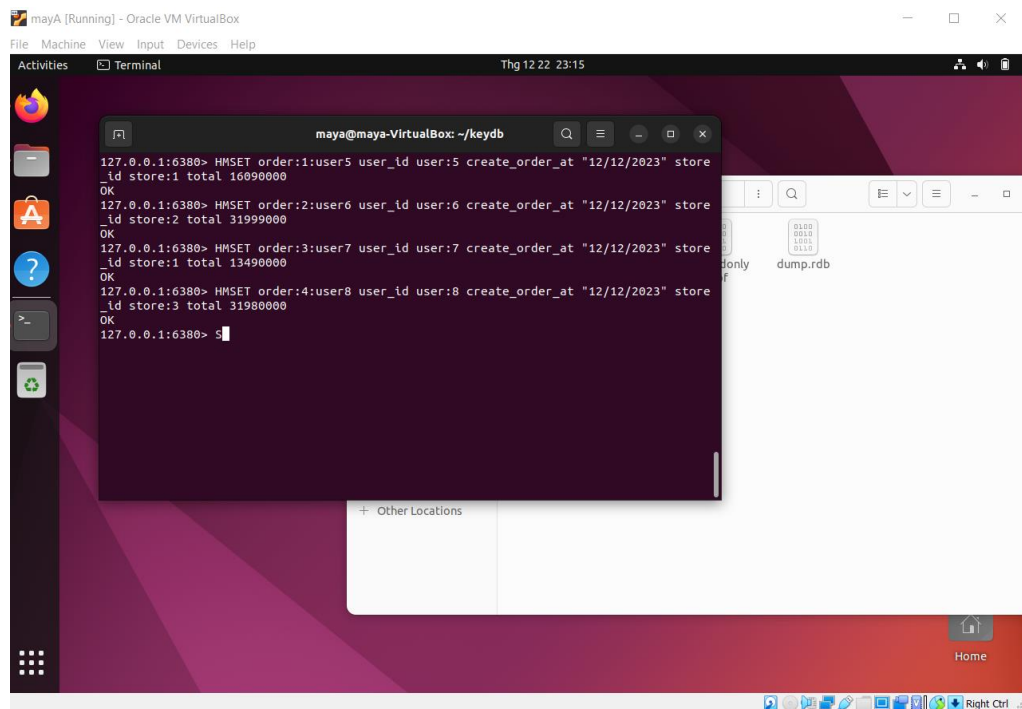 mayA [Running] - Oracle VM VirtualBox
File Machine View Input Devices Help
Activities Terminal Thg 12 22 23:15
maya@maya-VirtualBox: ~/keydb
127.0.0.1:6380> HMSET order:1:user5 user_id user:5 create_order_at "12/12/2023" store
_id store:1 total 16090000
OK
127.0.0.1:6380> HMSET order:2:user6 user_id user:6 create_order_at "12/12/2023" store
_id store:2 total 31999000
OK
127.0.0.1:6380> HMSET order:3:user7 user_id user:7 create_order_at "12/12/2023" store
_id store:1 total 13490000
OK
127.0.0.1:6380> HMSET order:4:user8 user_id user:8 create_order_at "12/12/2023" store
_id store:3 total 31980000
OK
127.0.0.1:6380> S
donly
f
dump.rdb
+ Other Locations
Home
Right Ctrl